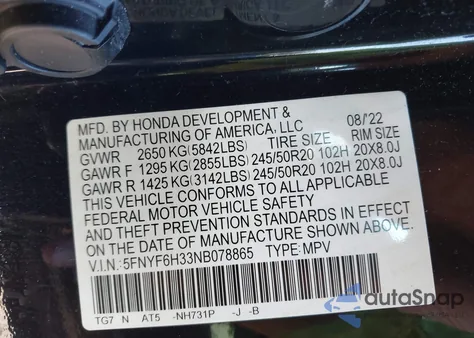 MFD. BY HONDA DEVELOPMENT &
MANUFACTURING OF AMERICA, LLC 08/'22
GVWR 2650 KG (5842LBS) TIRE SIZE RIM SIZE
GAWR F 1295 KG (2855LBS) 245/50R20 102H 20X8.0J
GAWR R 1425 KG (3142LBS) 245/50R20 102H 20X8.0J
THIS VEHICLE CONFORMS TO ALL APPLICABLE
FEDERAL MOTOR VEHICLE SAFETY
AND THEFT PREVENTION STANDARDS IN EFFECT
ON THE DATE OF MANUFACTURE SHOWN ABOVE.
V.I.N.: 5FNYF6H33NB078865 TYPE: MPV
TG7 N AT5 -NH731P -J -B
autoSnap